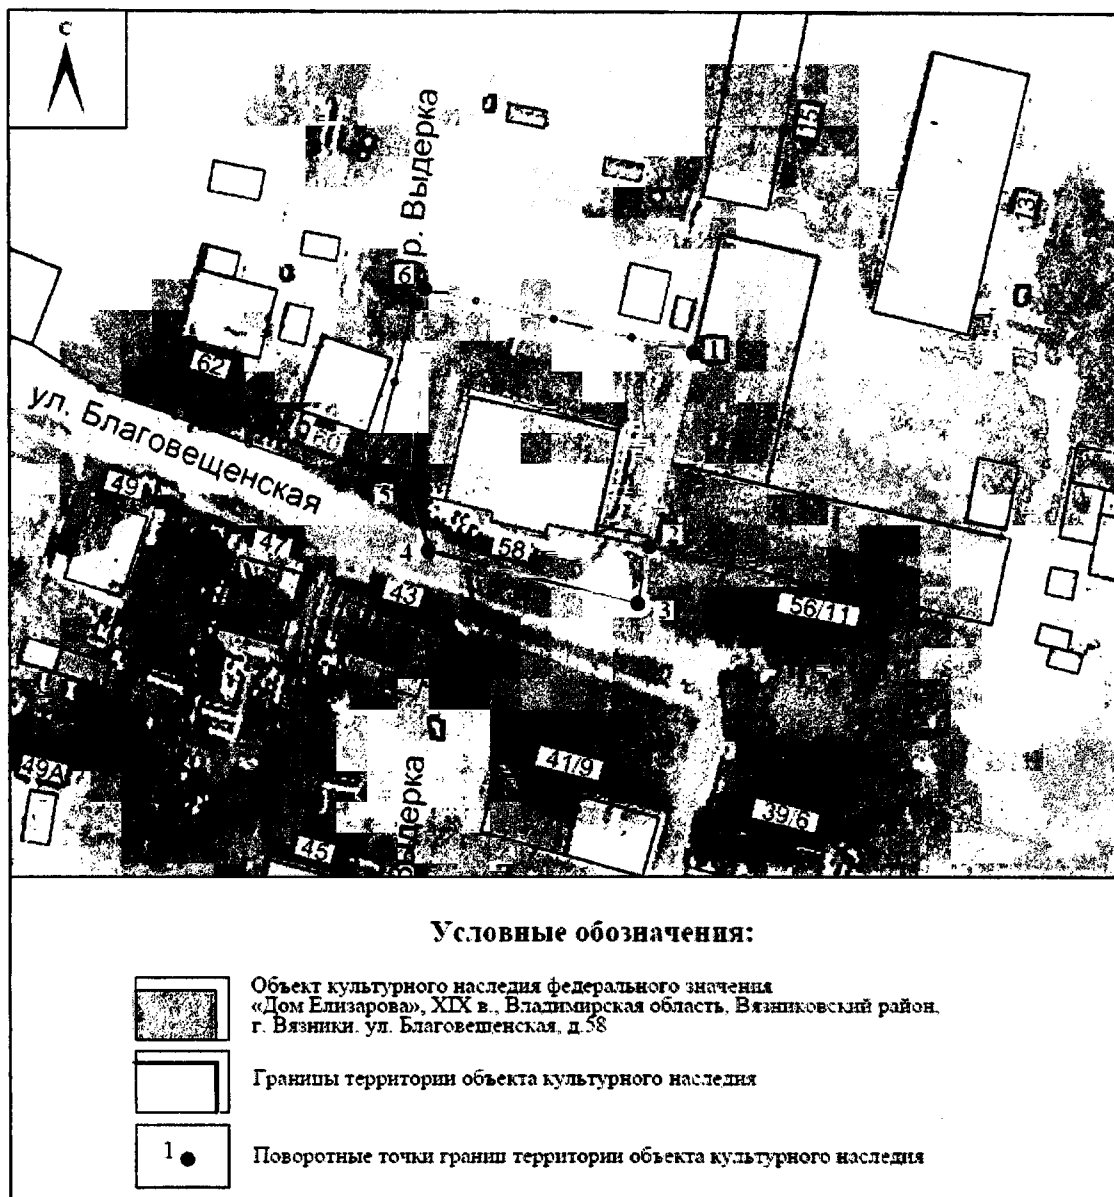 С
р. Выдерка
15
13
6
1
62
ул. Благовещенская
49
5
47
4
58
2
43
3
56/11
49А
41/9
39/6
45
Выдерка
Условные обозначения:
Объект культурного наследия федерального значения
«Дом Елизарова», XIX в., Владимирская область, Вязниковский район,
г. Вязники, ул. Благовещенская, д.58
Границы территории объекта культурного наследия
1
Поворотные точки границ территории объекта культурного наследия